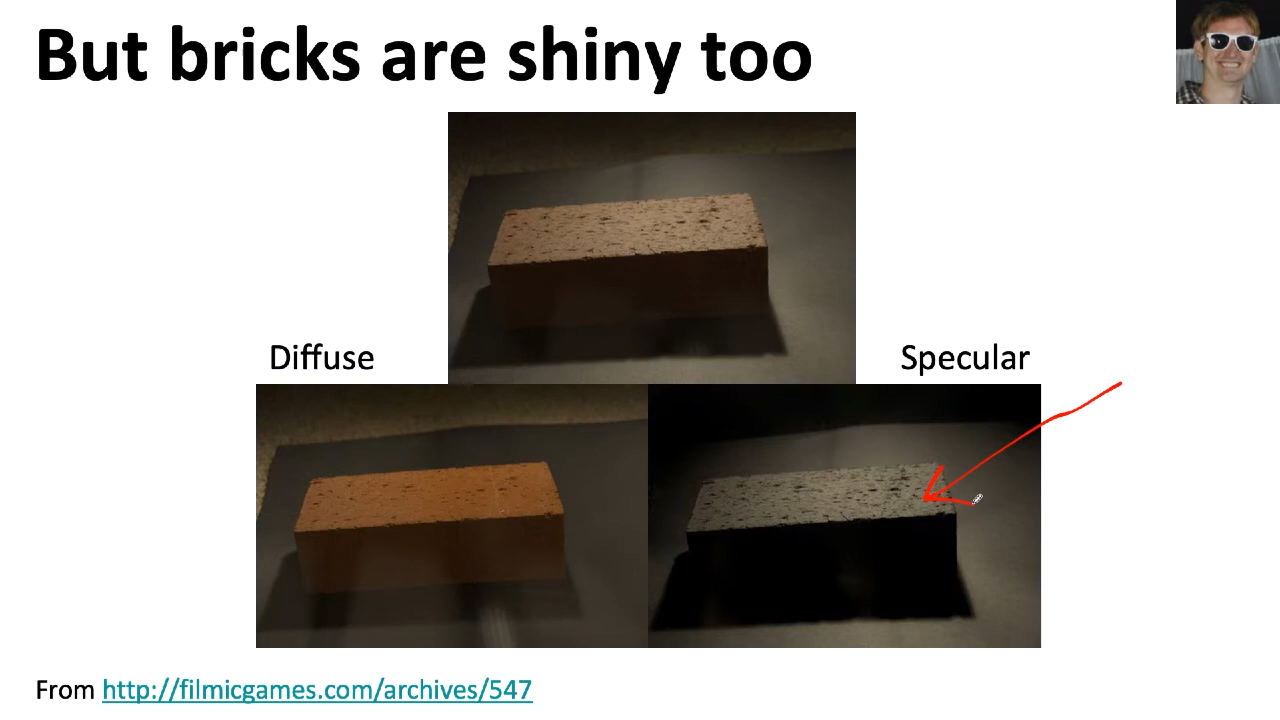 But bricks are shiny too
Diffuse
Specular
From http://filmicgames.com/archives/547